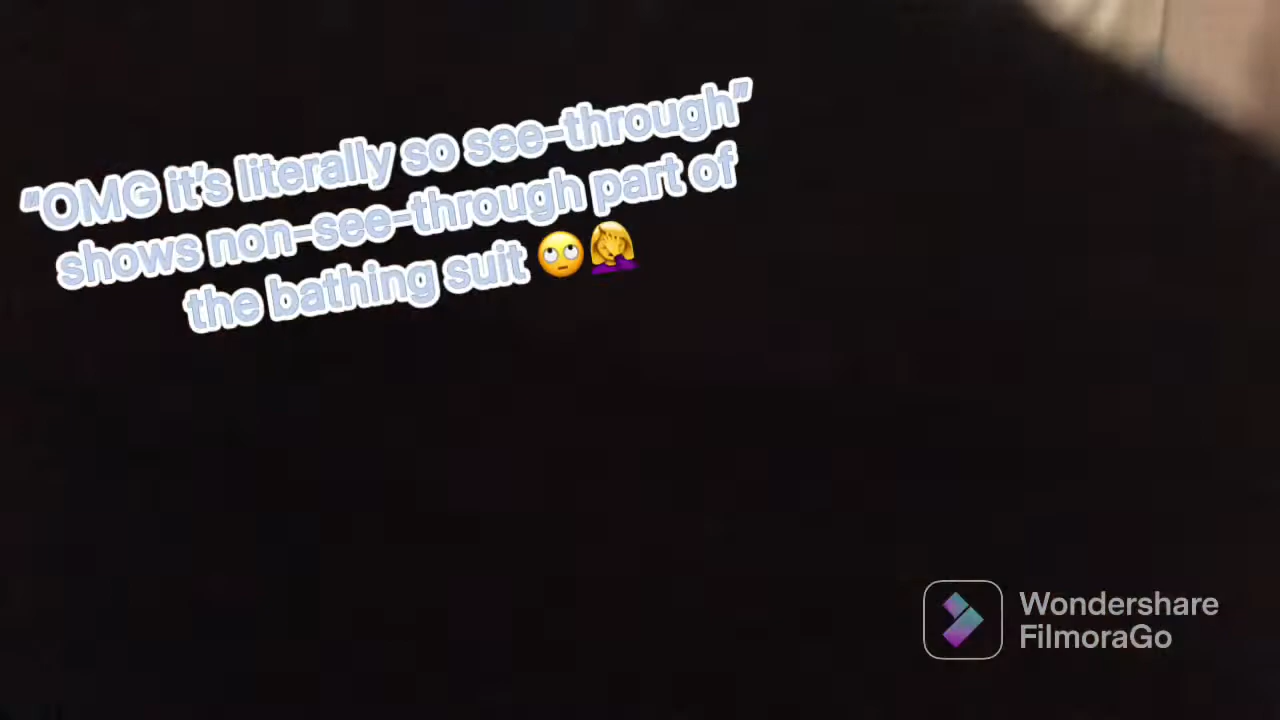 “OMG it’s literally so see-through”
shows non-see-through part of
the bathing suit 🙄🤦‍♀️
Wondershare
FilmoraGo